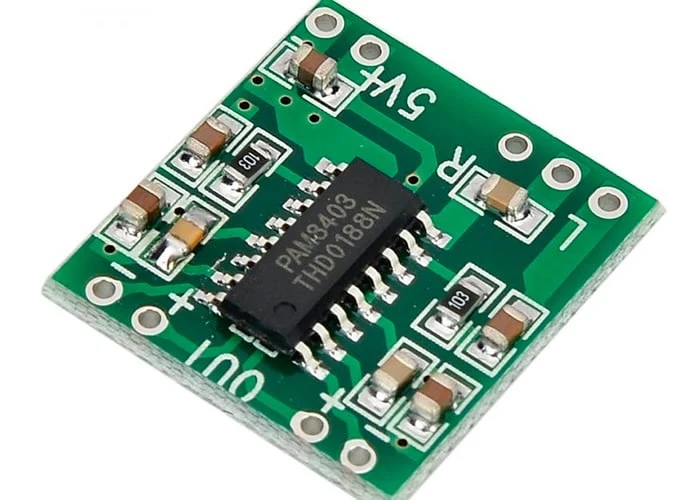 5V+
-
R
L
103
PAM8403
THD0188N
103
- +
OUT
+ -